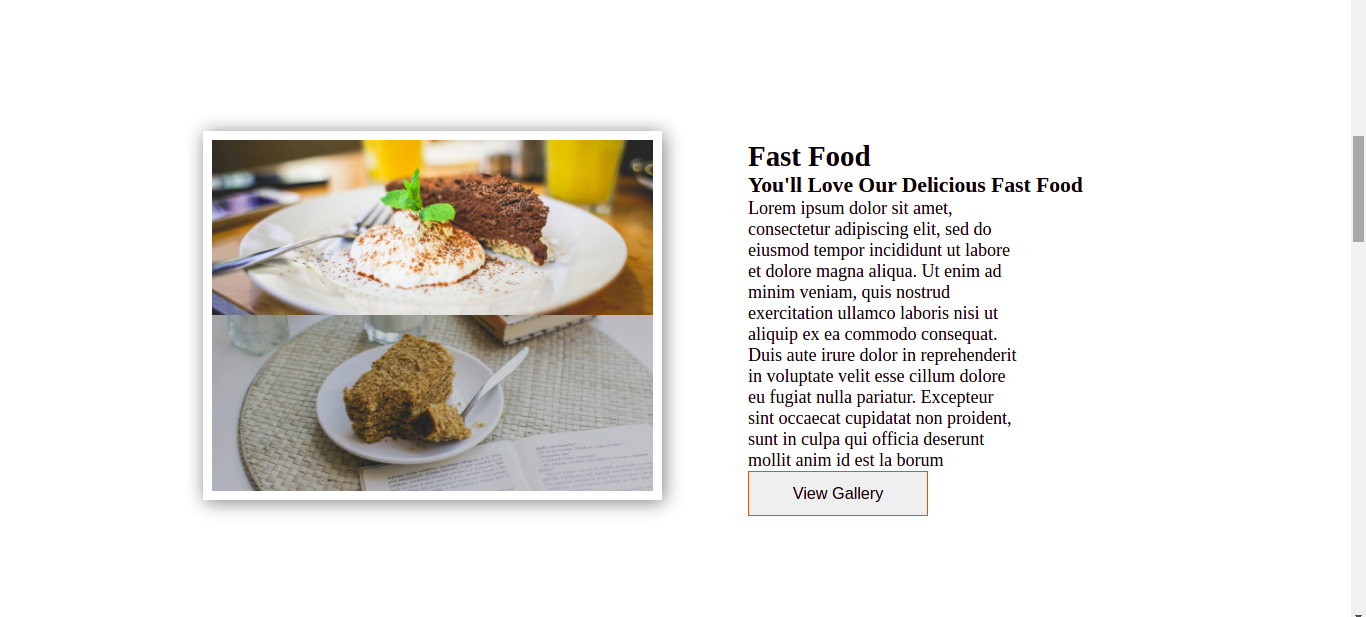 Fast Food
You'll Love Our Delicious Fast Food
Lorem ipsum dolor sit amet,
consectetur adipiscing elit, sed do
eiusmod tempor incididunt ut labore
et dolore magna aliqua. Ut enim ad
minim veniam, quis nostrud
exercitation ullamco laboris nisi ut
aliquip ex ea commodo consequat.
Duis aute irure dolor in reprehenderit
in voluptate velit esse cillum dolore
eu fugiat nulla pariatur. Excepteur
sint occaecat cupidatat non proident,
sunt in culpa qui officia deserunt
mollit anim id est la borum
View Gallery